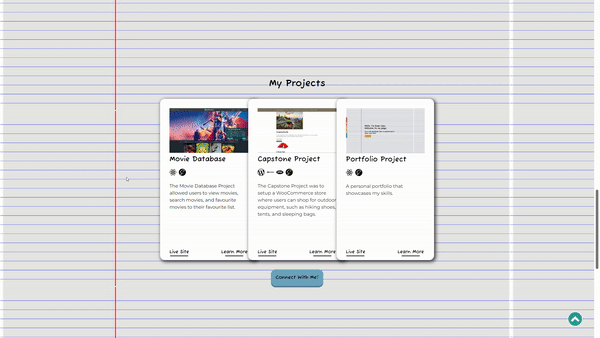 My Projects
Movie Database
The Movie Database Project
allowed users to view movies,
search movies, and favourite
movies to their favourite list.
Live Site
Learn More
Capstone Project
The Capstone Project was to
setup a WooCommerce store
where users can shop for outdoor
equipment, such as hiking shoes,
tents, and sleeping bags.
Live Site
Learn More
Portfolio Project
A personal portfolio that
showcases my skills.
Live Site
Learn More
Connect With Me!